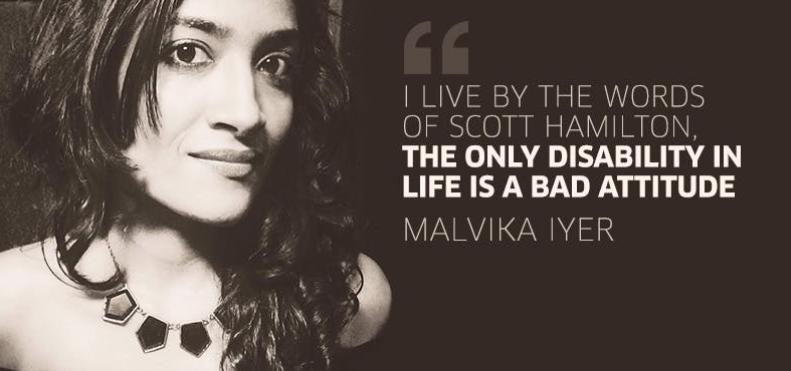 “
I LIVE BY THE WORDS
OF SCOTT HAMILTON,
THE ONLY DISABILITY IN
LIFE IS A BAD ATTITUDE
MALVIKA IYER